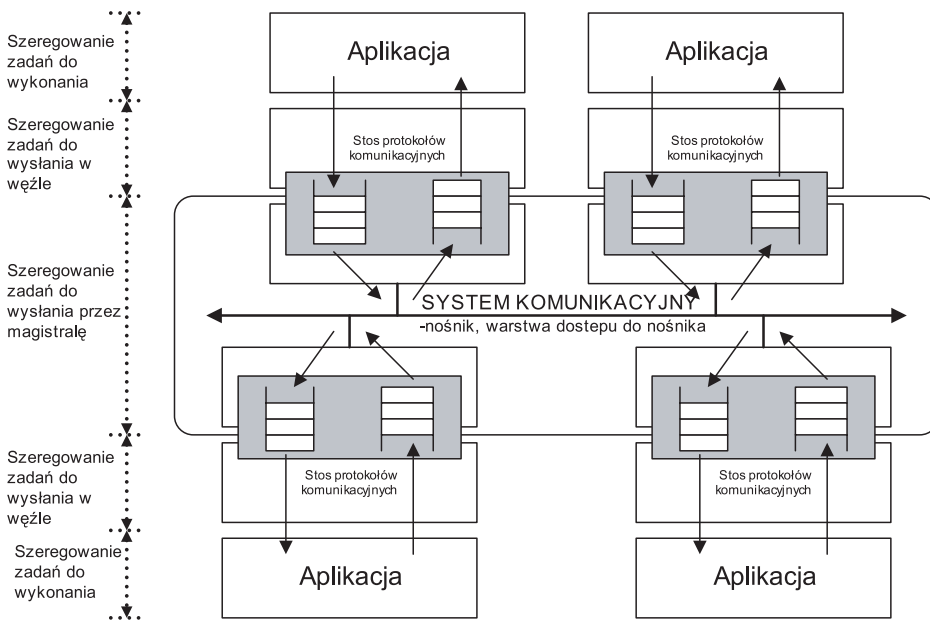 Szeregowanie
zadań do
wykonania
Aplikacja
Aplikacja
Szeregowanie
zadań do
wysłania w
węźle
Stos protokołów
komunikacyjnych
Stos protokołów
komunikacyjnych
Szeregowanie
zadań do
wysłania przez
magistralę
SYSTEM KOMUNIKACYJNY
-nośnik, warstwa dostepu do nośnika
Szeregowanie
zadań do
wysłania w
węźle
Stos protokołów
komunikacyjnych
Stos protokołów
komunikacyjnych
Szeregowanie
zadań do
wykonania
Aplikacja
Aplikacja